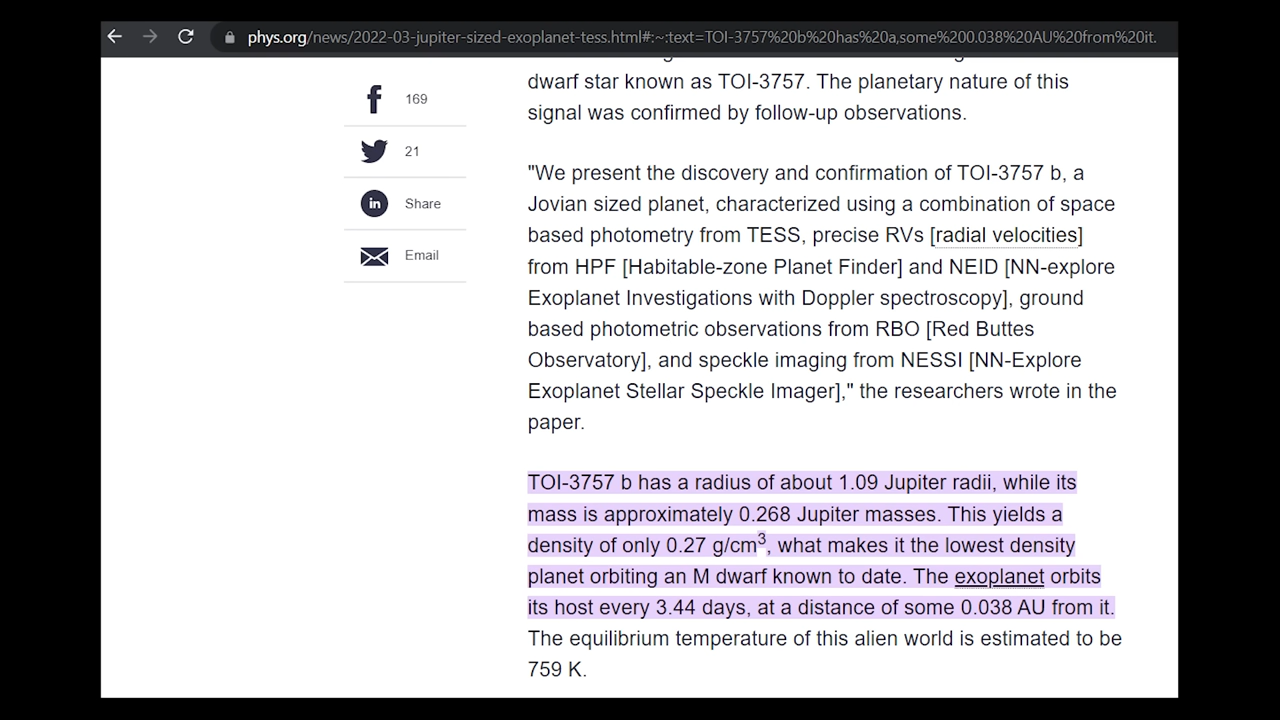 phys.org/news/2022-03-jupiter-sized-exoplanet-tess.html#:~:text=TOI-3757%20b%20has%20a,some%200.038%20AU%20from%20it.
169
21
Share
Email
dwarf star known as TOI-3757. The planetary nature of this
signal was confirmed by follow-up observations.
"We present the discovery and confirmation of TOI-3757 b, a
Jovian sized planet, characterized using a combination of space
based photometry from TESS, precise RVs [radial velocities]
from HPF [Habitable-zone Planet Finder] and NEID [NN-explore
Exoplanet Investigations with Doppler spectroscopy], ground
based photometric observations from RBO [Red Buttes
Observatory], and speckle imaging from NESSI [NN-Explore
Exoplanet Stellar Speckle Imager]," the researchers wrote in the
paper.
TOI-3757 b has a radius of about 1.09 Jupiter radii, while its
mass is approximately 0.268 Jupiter masses. This yields a
density of only 0.27 g/cm³, what makes it the lowest density
planet orbiting an M dwarf known to date. The exoplanet orbits
its host every 3.44 days, at a distance of some 0.038 AU from it.
The equilibrium temperature of this alien world is estimated to be
759 K.